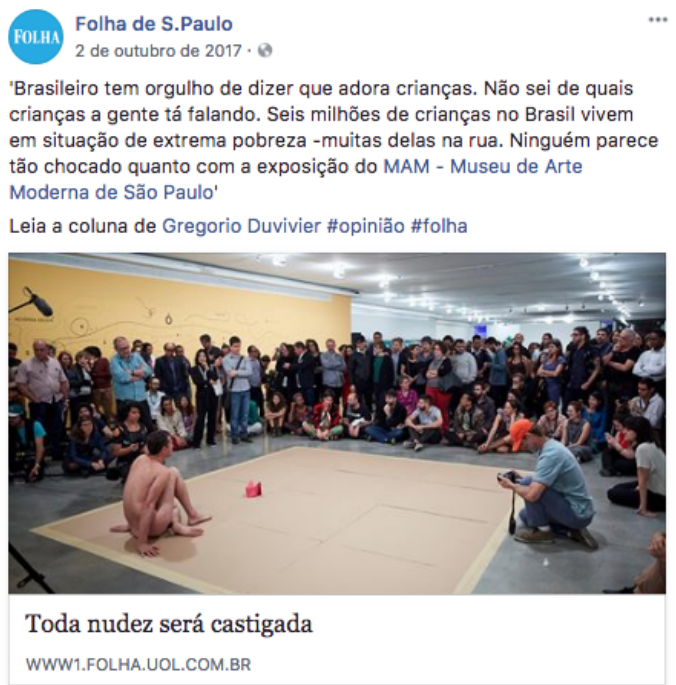 FOLHA
Folha de S.Paulo
2 de outubro de 2017 ·
'Brasileiro tem orgulho de dizer que adora crianças. Não sei de quais
crianças a gente tá falando. Seis milhões de crianças no Brasil vivem
em situação de extrema pobreza -muitas delas na rua. Ninguém parece
tão chocado quanto com a exposição do MAM - Museu de Arte
Moderna de São Paulo'
Leia a coluna de Gregorio Duvivier #opinião #folha
Toda nudez será castigada
WWW1.FOLHA.UOL.COM.BR